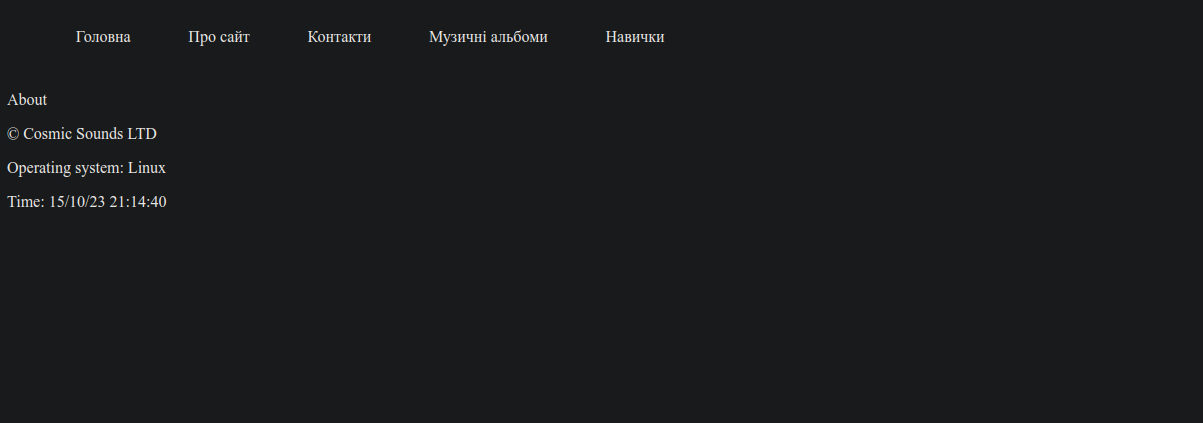 Головна Про сайт Контакти Музичні альбоми Навички
About
© Cosmic Sounds LTD
Operating system: Linux
Time: 15/10/23 21:14:40